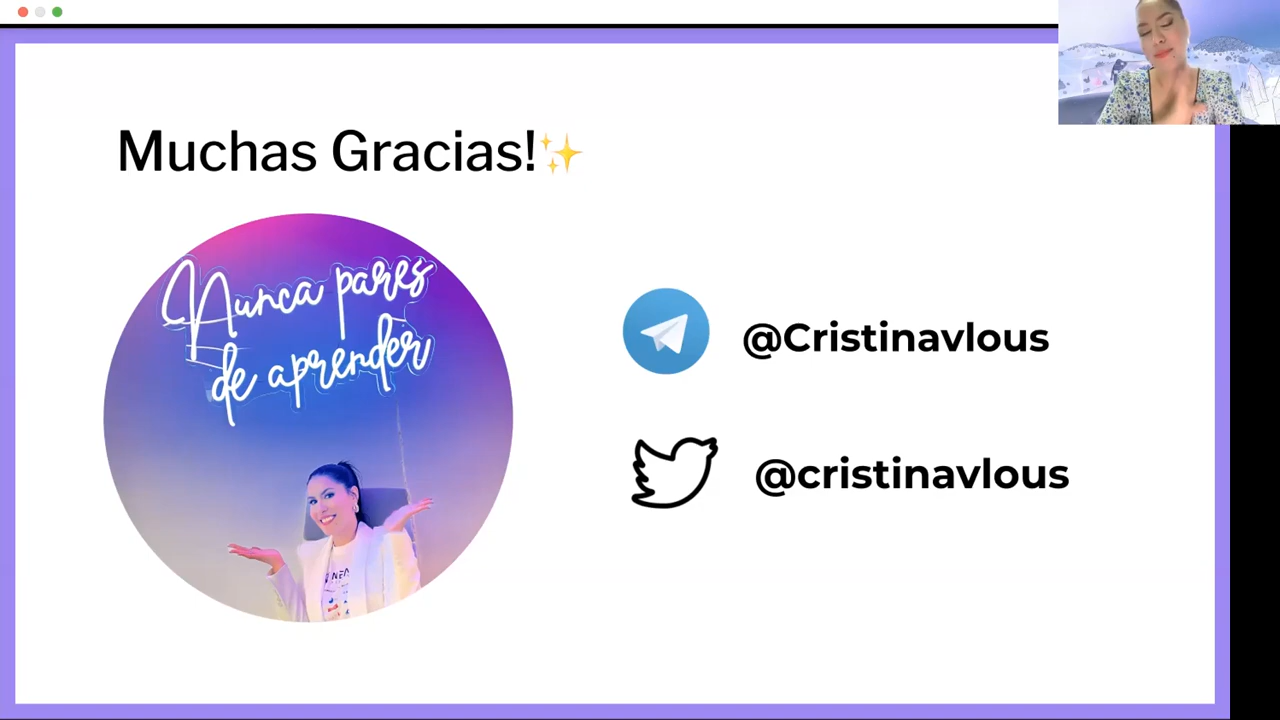 Muchas Gracias!✨
Nunca pares
de aprender
@Cristinavlous
@cristinavlous